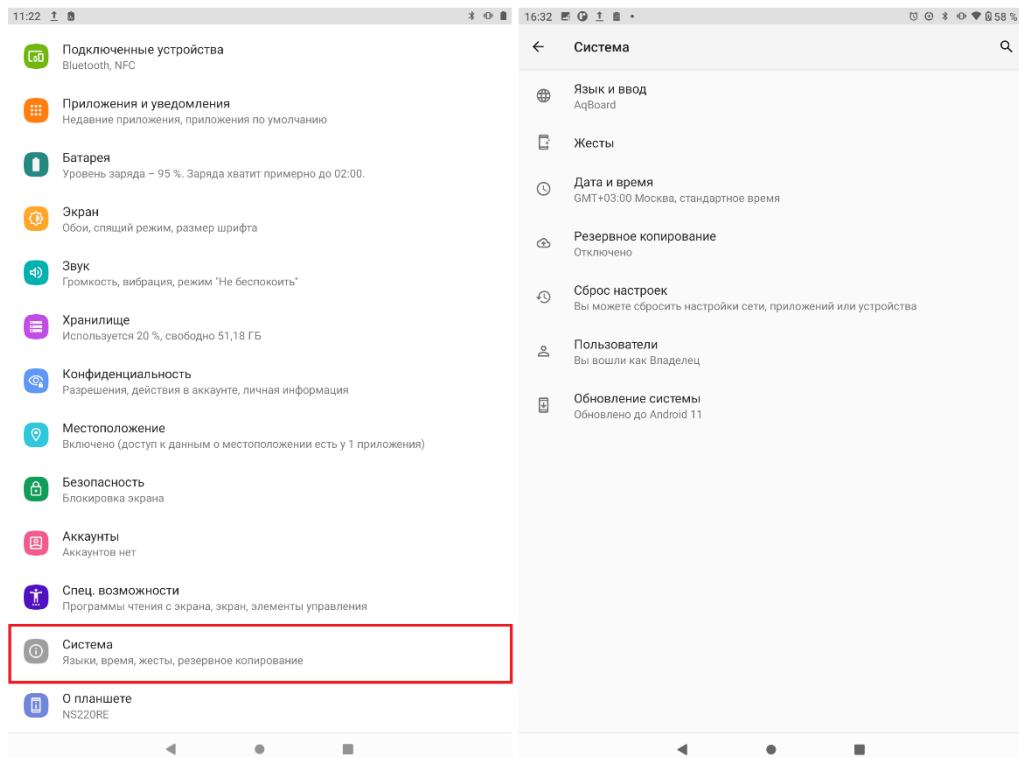 11:22
Подключенные устройства
Bluetooth, NFC
Приложения и уведомления
Недавние приложения, приложения по умолчанию
Батарея
Уровень заряда – 95 %. Заряда хватит примерно до 02:00.
Экран
Обои, спящий режим, размер шрифта
Звук
Громкость, вибрация, режим "Не беспокоить"
Хранилище
Используется 20 %, свободно 51,18 ГБ
Конфиденциальность
Разрешения, действия в аккаунте, личная информация
Местоположение
Включено (доступ к данным о местоположении есть у 1 приложения)
Безопасность
Блокировка экрана
Аккаунты
Аккаунтов нет
Спец. возможности
Программы чтения с экрана, экран, элементы управления
Система
Языки, время, жесты, резервное копирование
О планшете
NS220RE
16:32
58 %
Система
Язык и ввод
AqBoard
Жесты
Дата и время
GMT+03:00 Москва, стандартное время
Резервное копирование
Отключено
Сброс настроек
Вы можете сбросить настройки сети, приложений или устройства
Пользователи
Вы вошли как Владелец
Обновление системы
Обновлено до Android 11